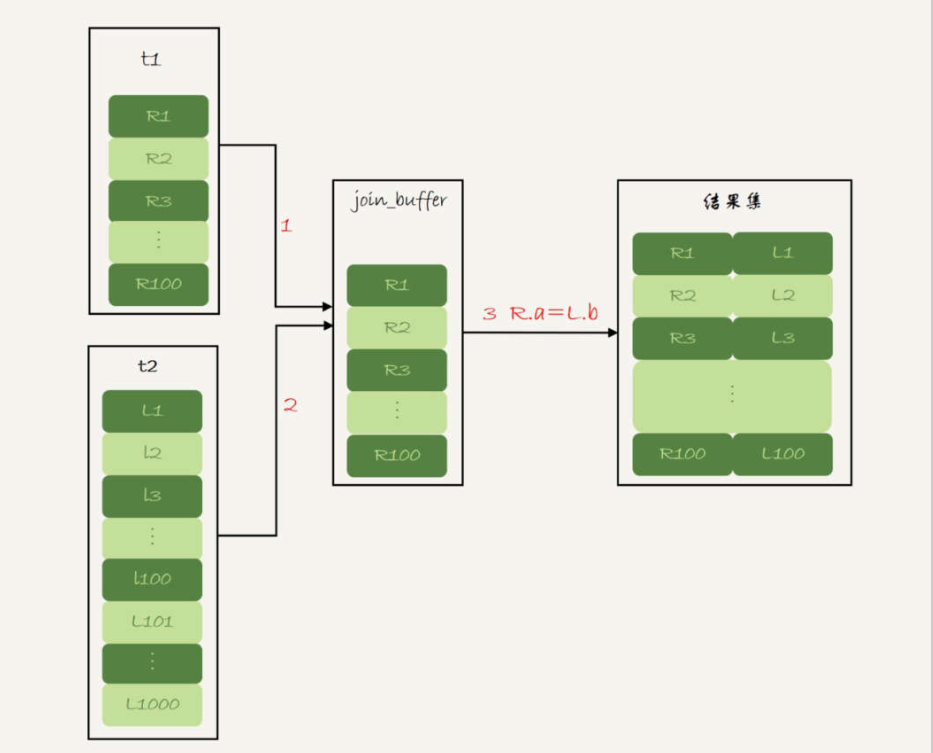 t1
R1
R2
R3
⋮
R100
1
t2
L1
l2
l3
⋮
l100
L101
⋮
L1000
2
join_buffer
R1
R2
R3
⋮
R100
3 R.a=L.b
结果集
R1 L1
R2 L2
R3 L3
⋮
R100 L100